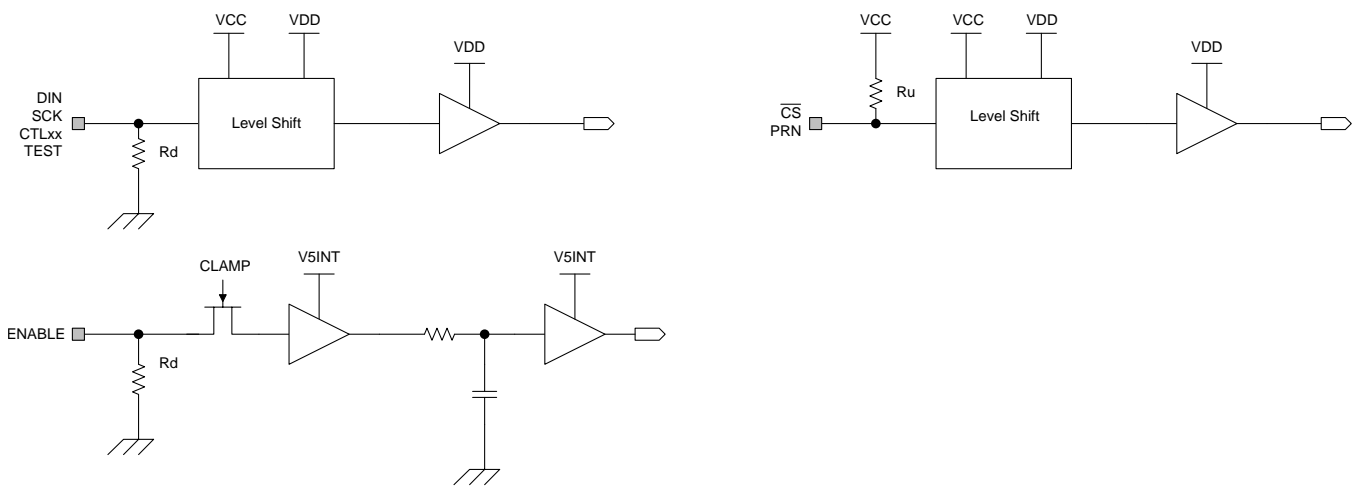 VCC VDD
VDD
DIN
SCK
CTLxx
TEST
Level Shift
Rd
VCC
VCC VDD
VDD
Ru
C̅S̅
PRN
Level Shift
CLAMP
V5INT
V5INT
ENABLE
Rd